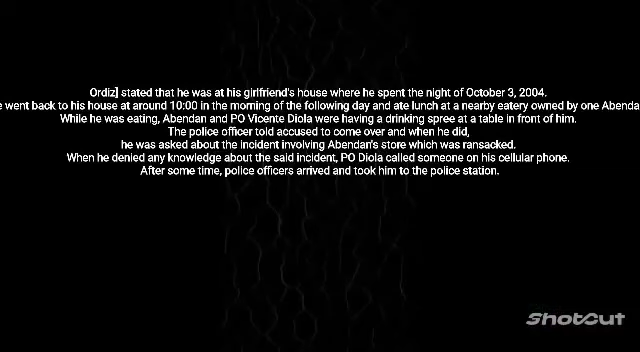 Ordiz] stated that he was at his girlfriend's house where he spent the night of October 3, 2004.
went back to his house at around 10:00 in the morning of the following day and ate lunch at a nearby eatery owned by one
While he was eating, Abendan and PO Vicente Diola were having a drinking spree at a table in front of him.
The police officer told accused to come over and when he did,
he was asked about the incident involving Abendan's store which was ransacked.
When he denied any knowledge about the said incident, PO Diola called someone on his cellular phone.
After some time, police officers arrived and took him to the police station.
Shotcut